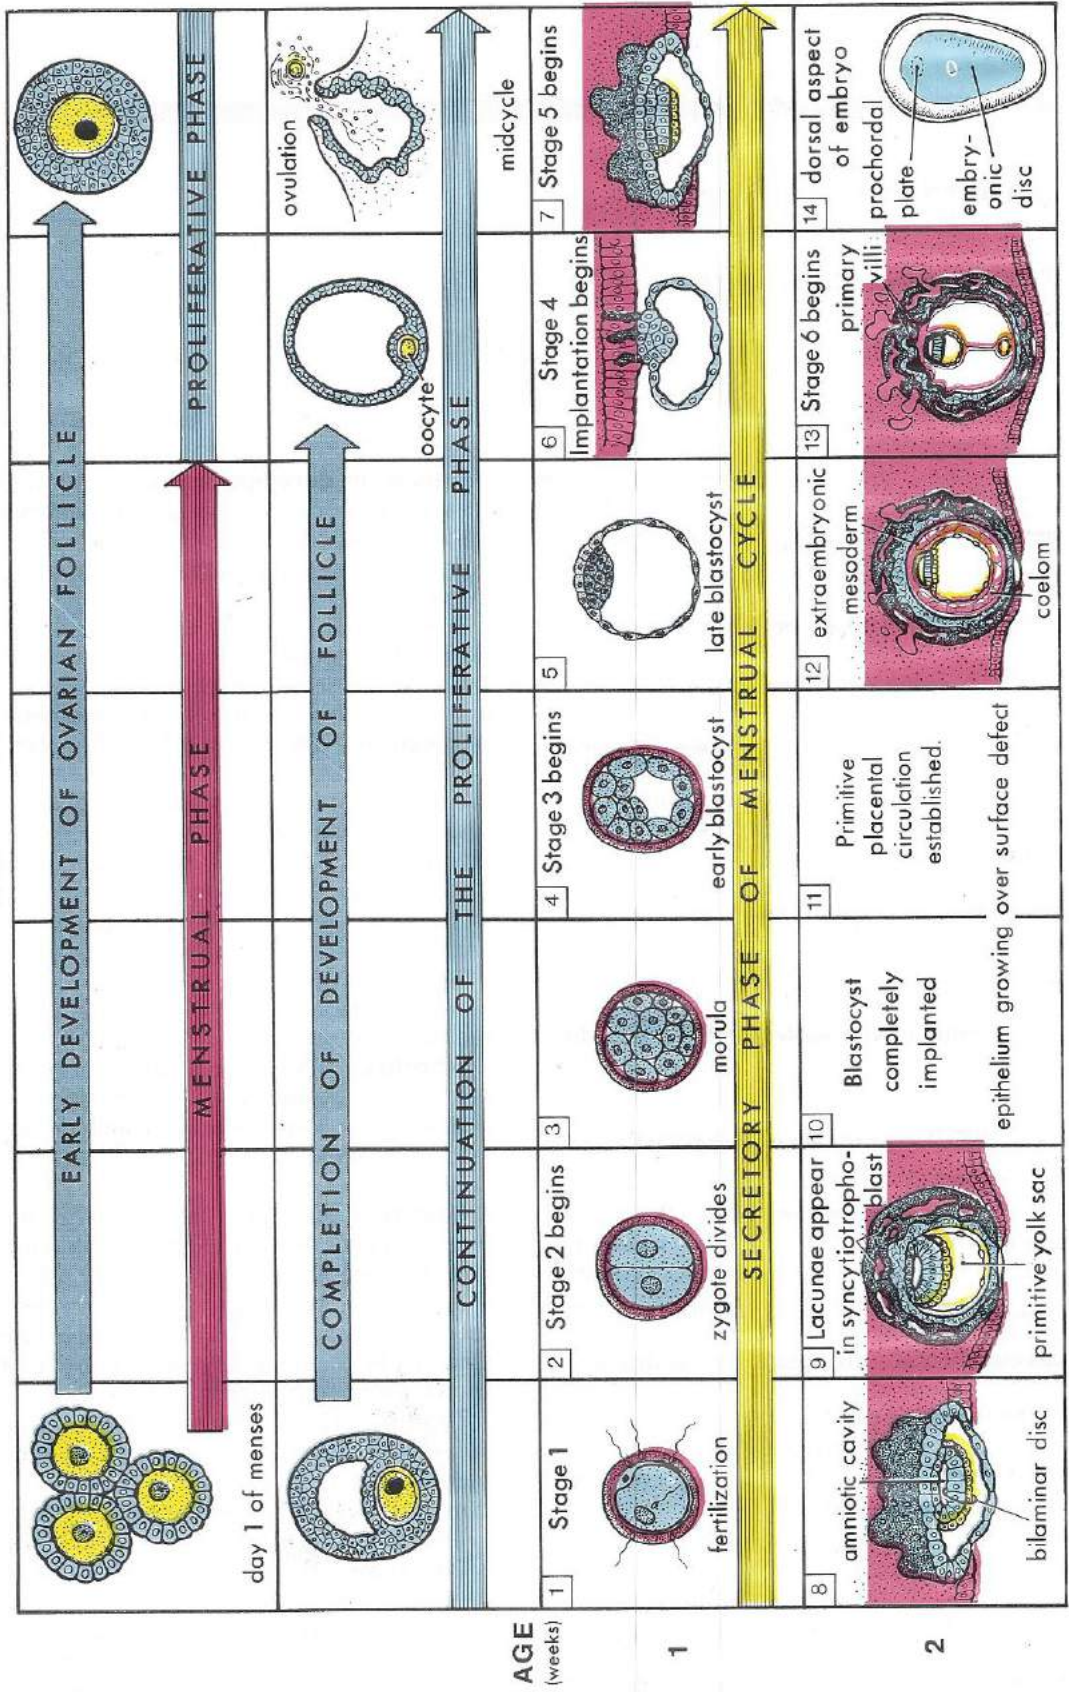 EARLY DEVELOPMENT OF OVARIAN FOLLICLE
day 1 of menses
MENSTRUAL PHASE
PROLIFERATIVE PHASE
COMPLETION OF DEVELOPMENT OF FOLLICLE
oocyte
ovulation
CONTINUATION OF THE PROLIFERATIVE PHASE
midcycle
AGE
(weeks)
1
1
Stage 1
fertilization
2
Stage 2 begins
zygote divides
3
morula
4
Stage 3 begins
early blastocyst
5
late blastocyst
6
Stage 4
Implantation begins
7
Stage 5 begins
SECRETORY PHASE OF MENSTRUAL CYCLE
2
8
amniotic cavity
bilaminar disc
9
Lacunae appear
in syncytiotropho-
blast
primitive yolk sac
10
Blastocyst
completely
implanted
11
Primitive
placental
circulation
established.
epithelium growing over surface defect
12
extraembryonic
mesoderm
coelom
13
Stage 6 begins
primary
villi
14
dorsal aspect
of embryo
prochordal
plate
embry-
onic
disc